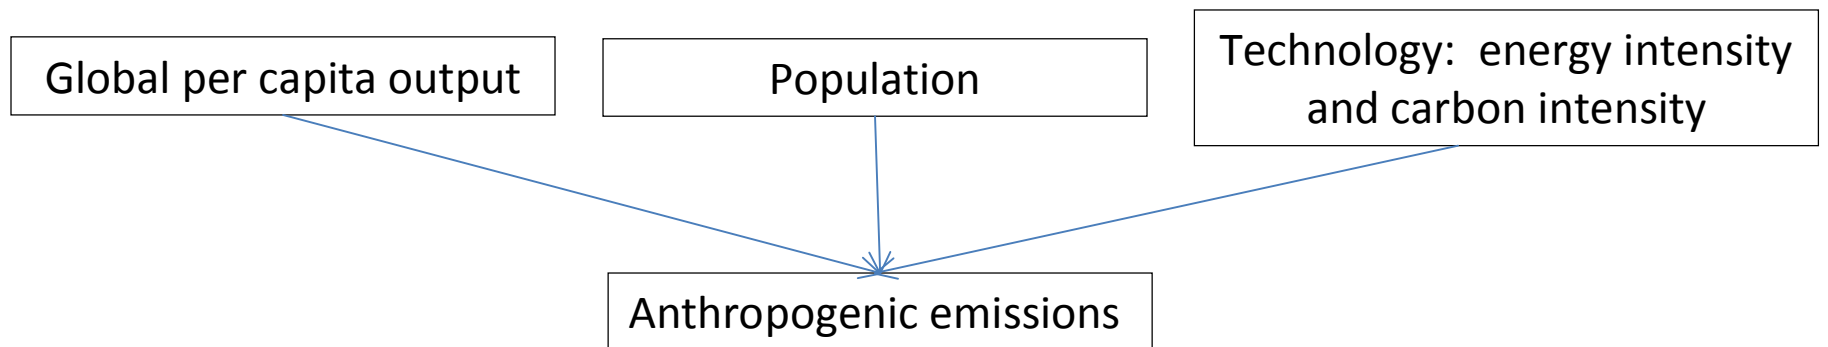 Global per capita output
Population
Technology:  energy intensity
and carbon intensity
Anthropogenic emissions